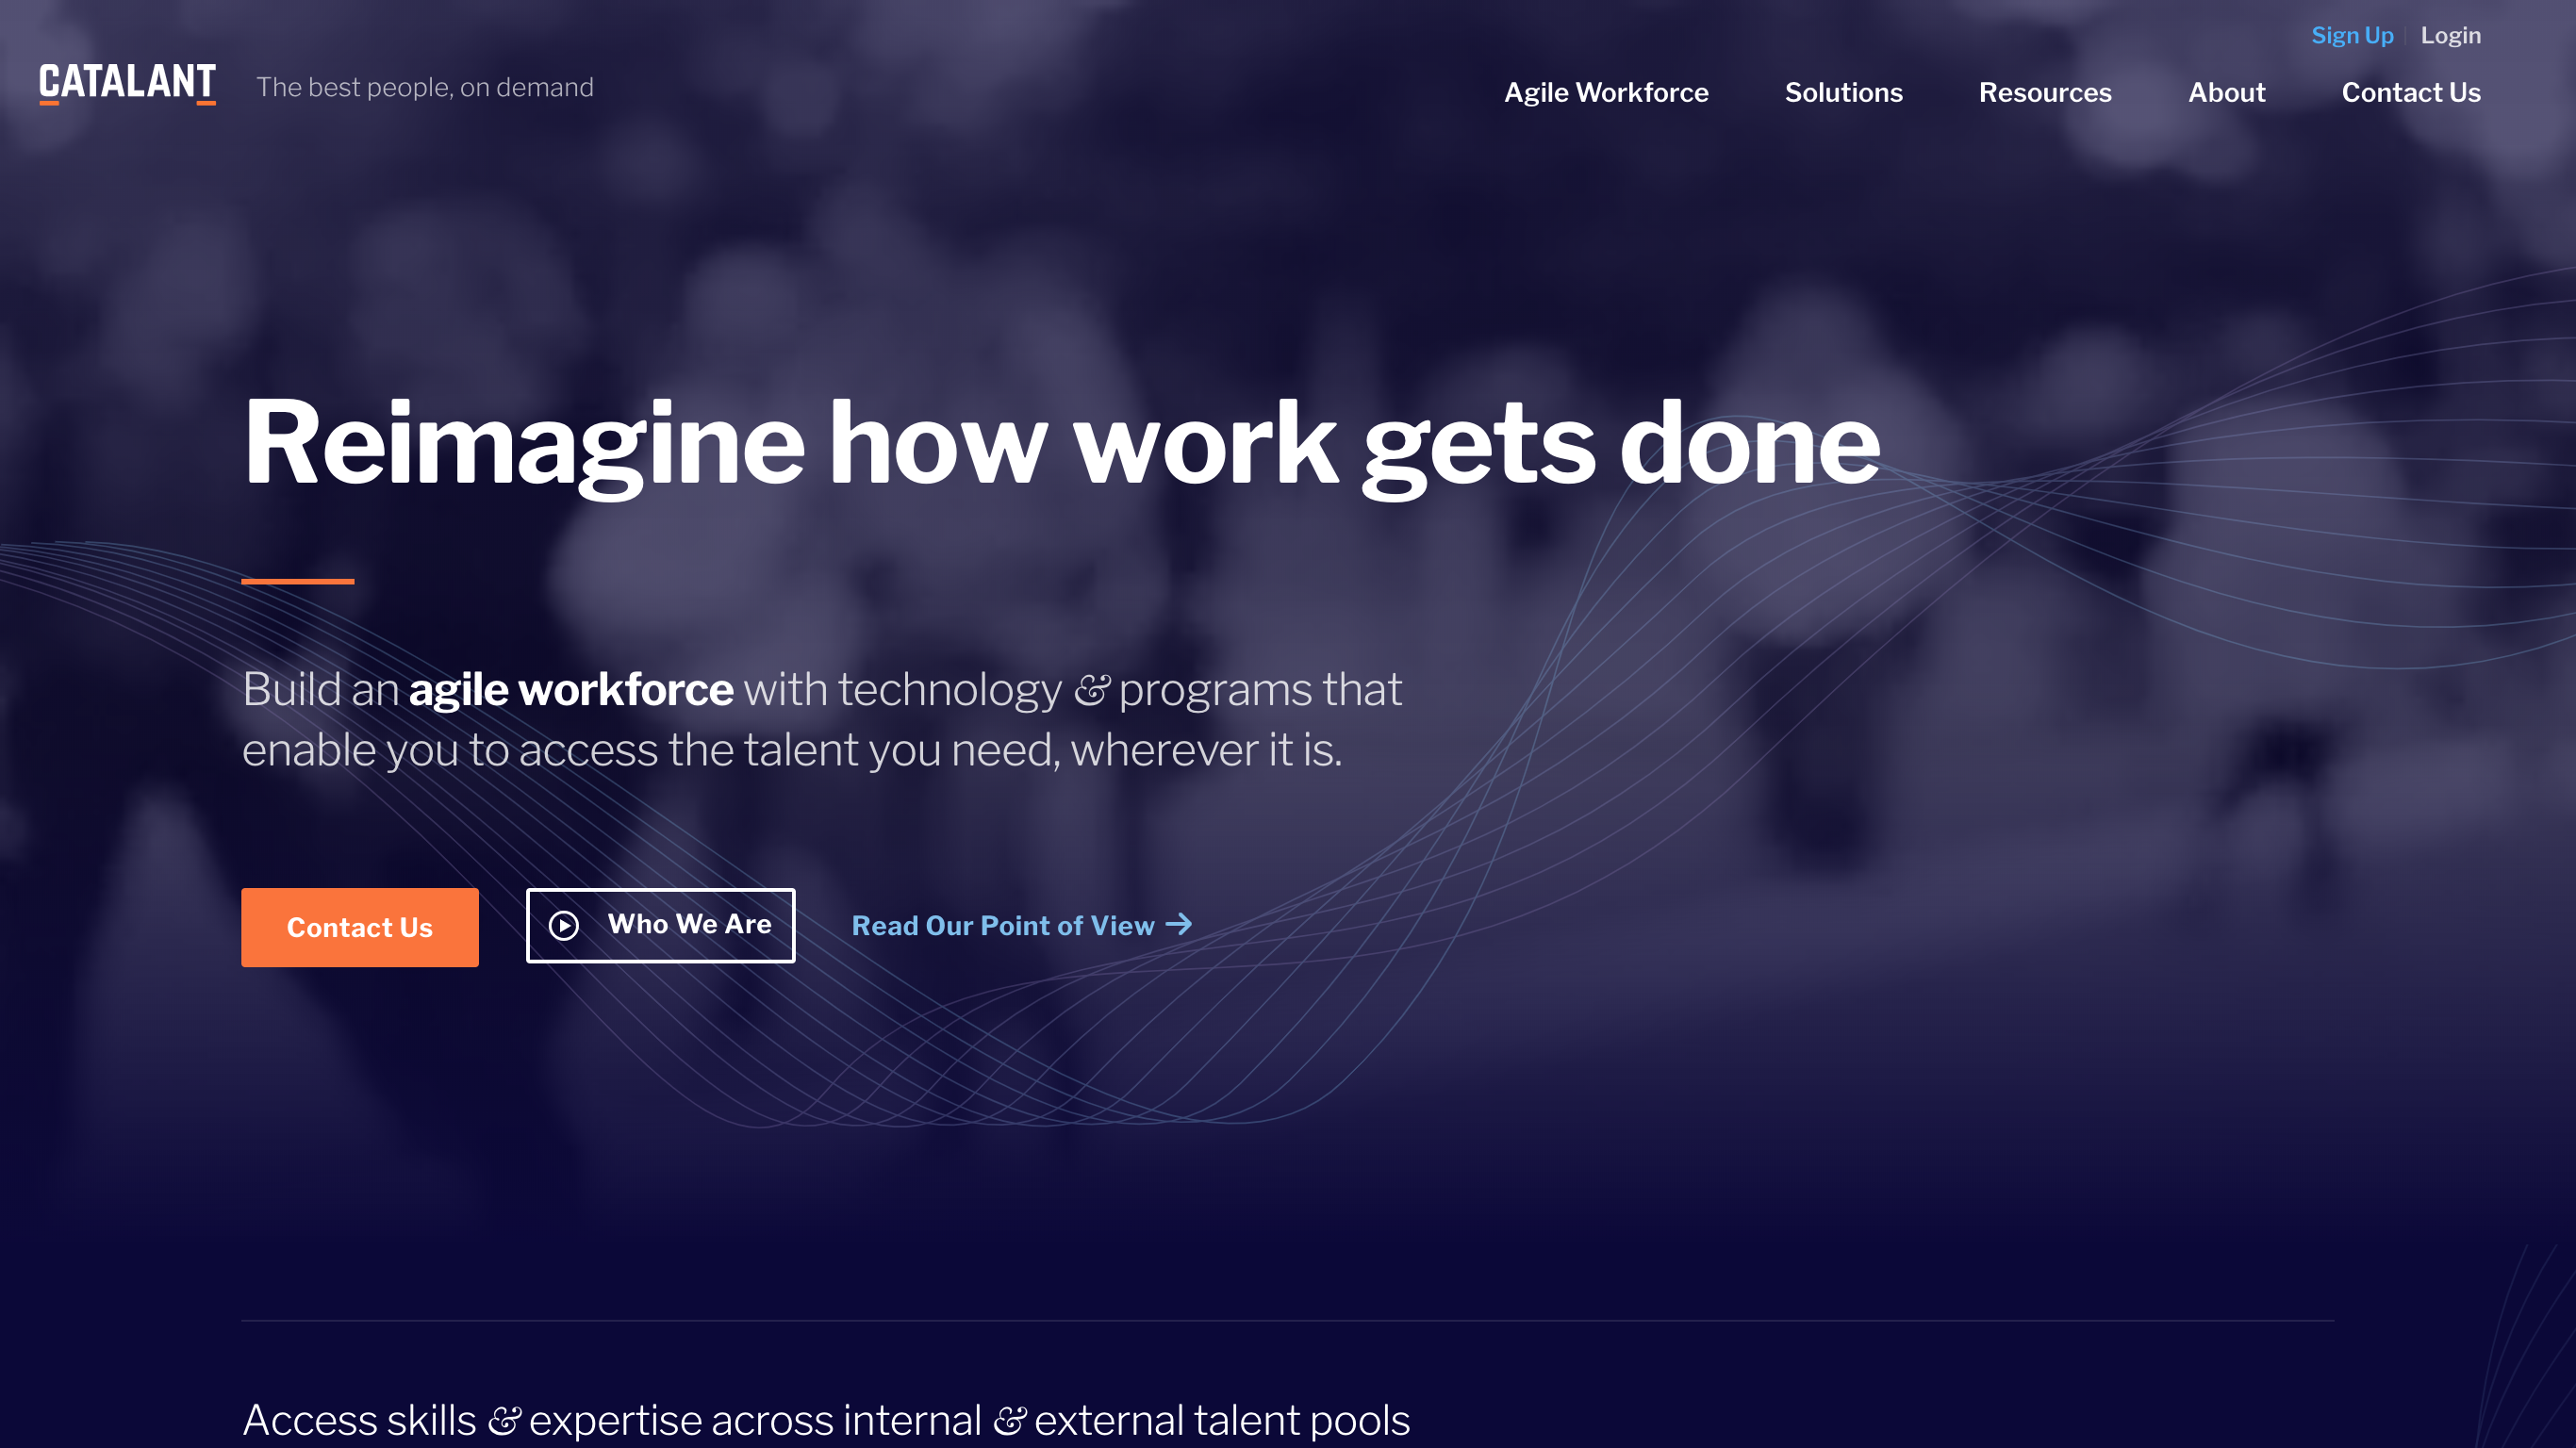 Sign Up
Login
CATALANT
The best people, on demand
Agile Workforce
Solutions
Resources
About
Contact Us
Reimagine how work gets done
Build an agile workforce with technology & programs that
enable you to access the talent you need, wherever it is.
Contact Us
Who We Are
Read Our Point of View →
Access skills & expertise across internal & external talent pools